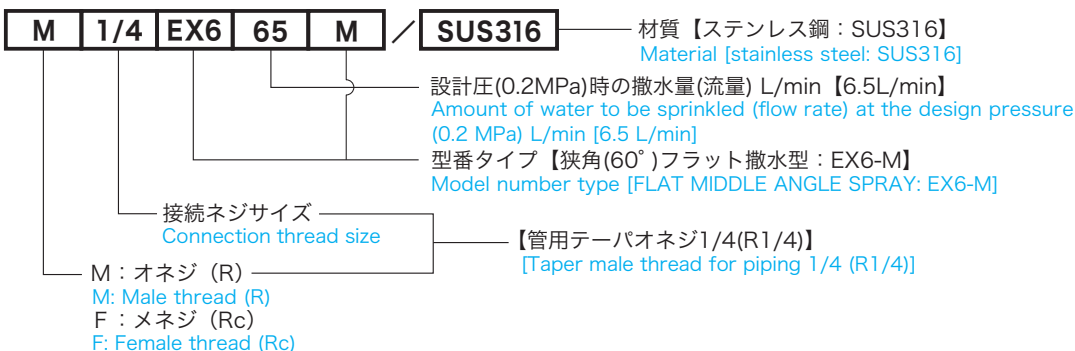 M 1/4 EX6 65 M / SUS316
材質【ステンレス鋼：SUS316】
Material [stainless steel: SUS316]
設計圧(0.2MPa)時の撒水量(流量) L/min【6.5L/min】
Amount of water to be sprinkled (flow rate) at the design pressure
(0.2 MPa) L/min [6.5 L/min]
型番タイプ【狭角(60°)フラット撒水型：EX6-M】
Model number type [FLAT MIDDLE ANGLE SPRAY: EX6-M]
接続ネジサイズ
Connection thread size
【管用テーパオネジ1/4(R1/4)】
[Taper male thread for piping 1/4 (R1/4)]
M：オネジ（R）
M: Male thread (R)
F：メネジ（Rc）
F: Female thread (Rc)